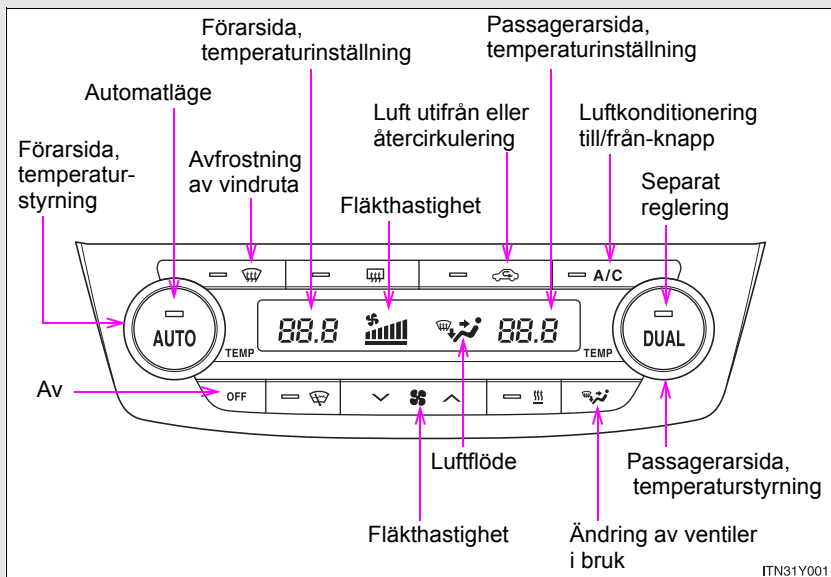 Förarsida,
temperaturinställning
Passagerarsida,
temperaturinställning
Automatläge
Luft utifrån eller
återcirkulering
Luftkonditionering
till/från-knapp
Förarsida,
temperatur-
styrning
Avfrostning
av vindruta
Fläkthastighet
Separat
reglering
A/C
AUTO
TEMP
88.8
88.8
TEMP
DUAL
Av
OFF
Luftflöde
Passagerarsida,
temperaturstyrning
Fläkthastighet
Ändring av ventiler
i bruk
ITN31Y001